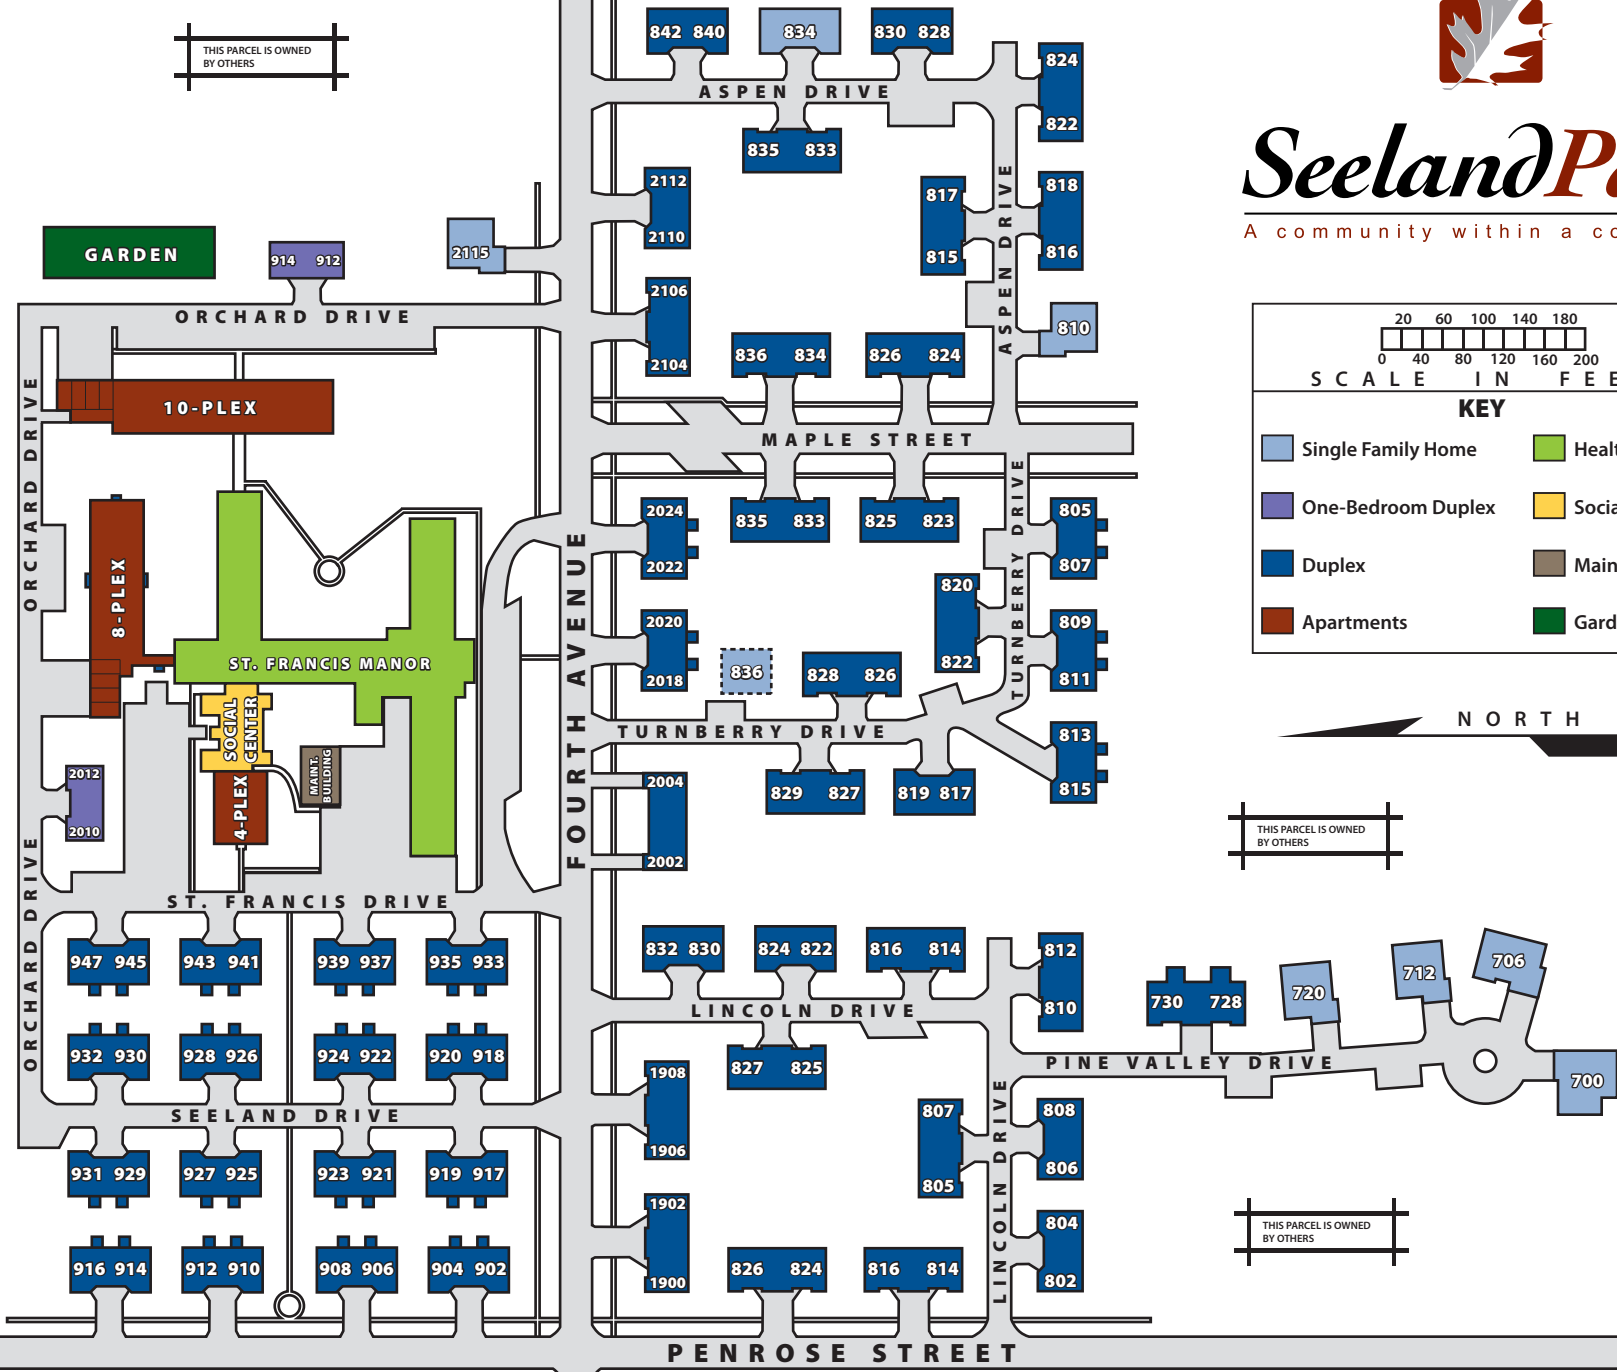 THIS PARCEL IS OWNED
BY OTHERS
842 840
834
830 828
824
822
ASPEN DRIVE
835 833
2112
2110
817
815
ASPEN DRIVE
818
816
SeelandP
A community within a co
GARDEN
914 912
2115
2106
2104
810
ORCHARD DRIVE
836 834
826 824
20 60 100 140 180
0 40 80 120 160 200
SCALE IN FEE
KEY
Single Family Home
One-Bedroom Duplex
Duplex
Apartments
Healt
Socia
Main
Gard
ORCHARD DRIVE
10-PLEX
MAPLE STREET
8-PLEX
ST. FRANCIS MANOR
SOCIAL
CENTER
MAINT.
BUILDING
4-PLEX
2012
2010
FOURTH AVENUE
2024
2022
835 833
825 823
TURNBERRY DRIVE
805
807
820
822
2020
2018
836
828 826
809
811
TURNBERRY DRIVE
813
815
829 827
819 817
2004
2002
NORTH
THIS PARCEL IS OWNED
BY OTHERS
ORCHARD DRIVE
ST. FRANCIS DRIVE
947 945
943 941
939 937
935 933
932 930
928 926
924 922
920 918
SEELAND DRIVE
931 929
927 925
923 921
919 917
916 914
912 910
908 906
904 902
832 830
824 822
816 814
812
810
LINCOLN DRIVE
827 825
730 728
720
712
706
700
PINE VALLEY DRIVE
1908
1906
807
805
LINCOLN DRIVE
808
806
1902
1900
826 824
816 814
804
802
THIS PARCEL IS OWNED
BY OTHERS
PENROSE STREET